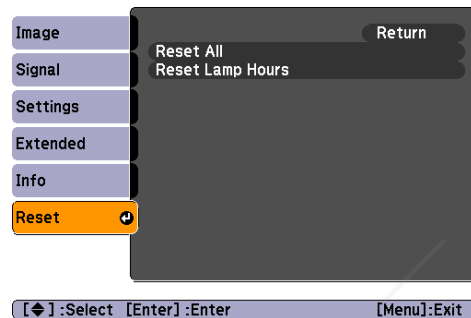 Image
Signal
Settings
Extended
Info
Reset
Return
Reset All
Reset Lamp Hours
[◆] :Select [Enter] :Enter [Menu]:Exit